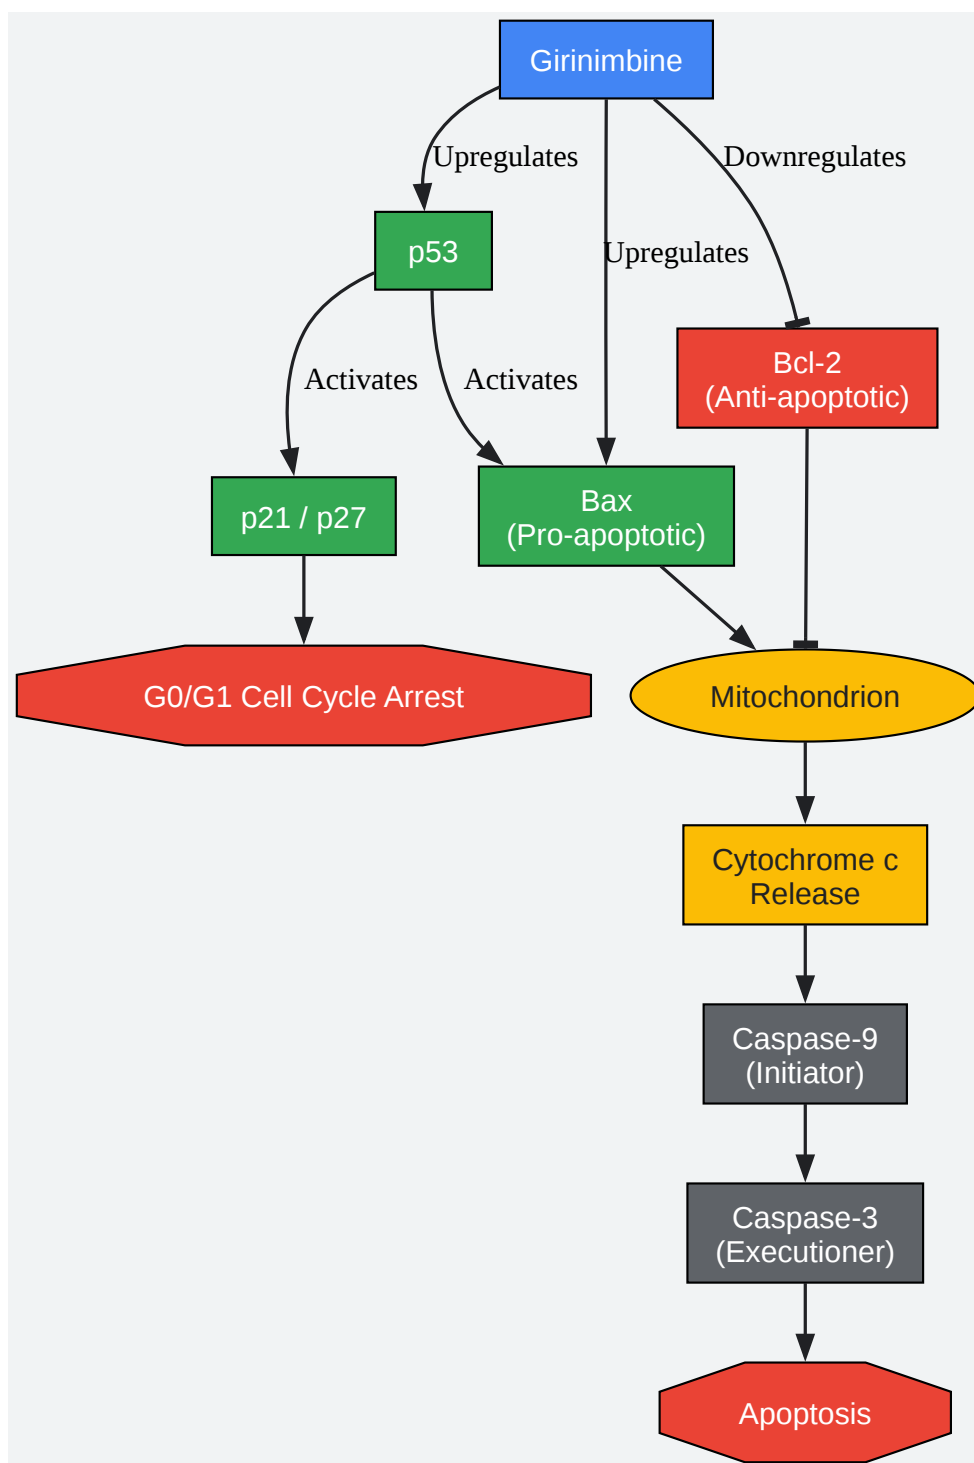 Girinimbine
Upregulates
Downregulates
p53
Upregulates
Bcl-2
(Anti-apoptotic)
Activates
Activates
p21 / p27
Bax
(Pro-apoptotic)
G0/G1 Cell Cycle Arrest
Mitochondrion
Cytochrome c
Release
Caspase-9
(Initiator)
Caspase-3
(Executioner)
Apoptosis